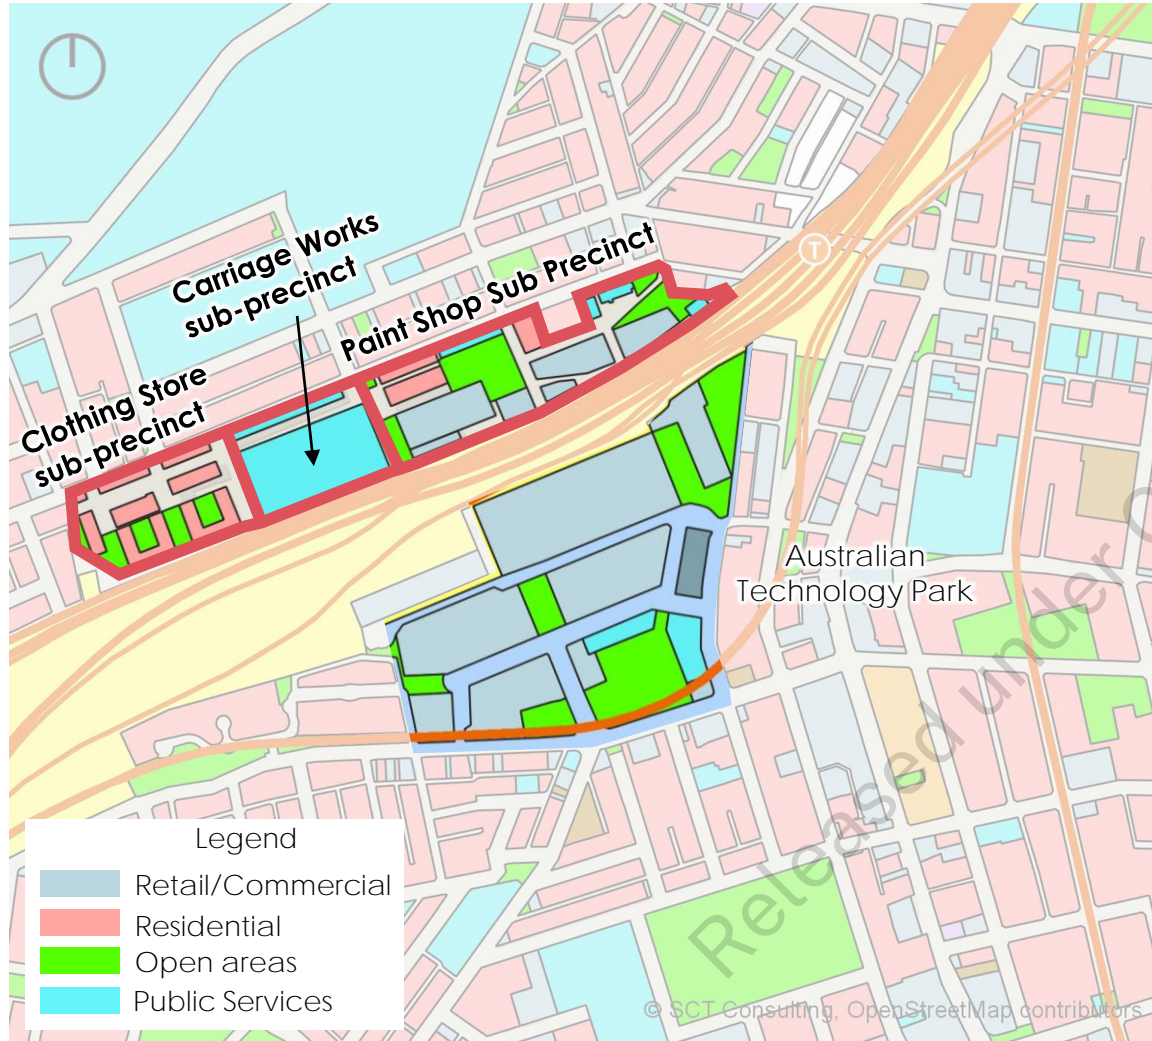 Carriage Works
sub-precinct
Paint Shop Sub Precinct
Clothing Store
sub-precinct
T
Australian
Technology Park
Released under
Legend
Retail/Commercial
Residential
Open areas
Public Services
© SCT Consulting, OpenStreetMap contributors